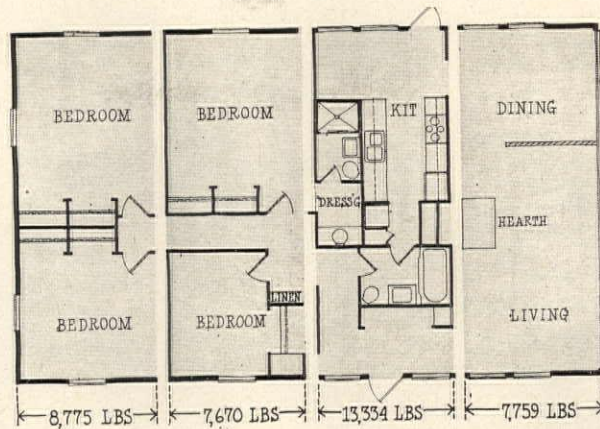 BEDROOM
BEDROOM
KIT
DINING
DRESS'G
HEARTH
BEDROOM
LINEN
BEDROOM
LIVING
8,775 LBS
7,670 LBS
13,334 LBS
7,759 LBS